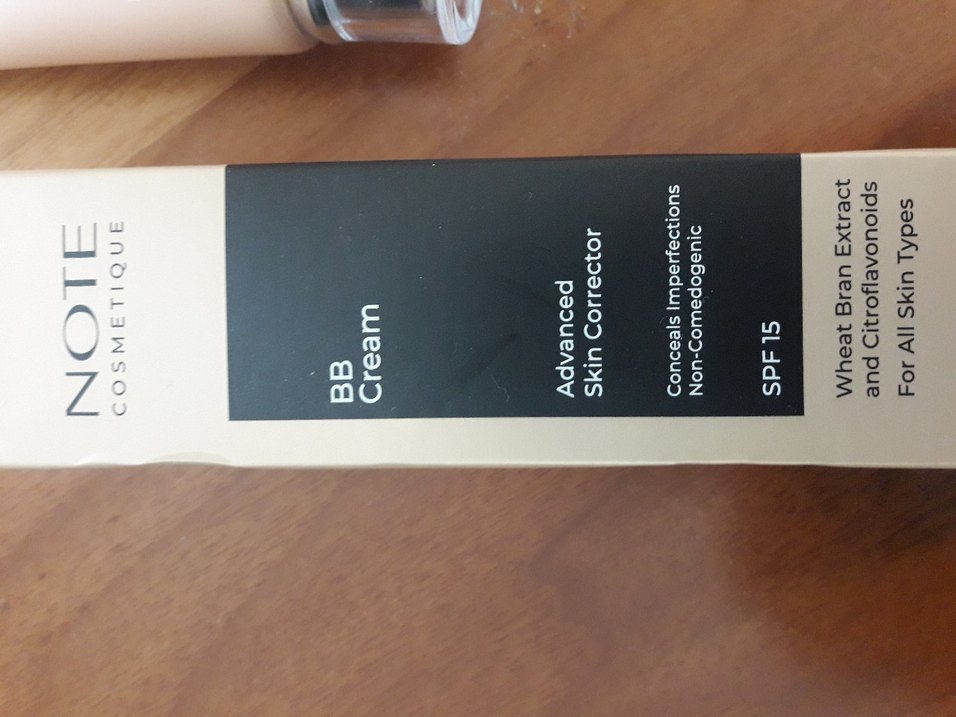 NOTE
COSMETIQUE
BB
Cream
Advanced
Skin Corrector
Conceals Imperfections
Non-Comedogenic
SPF 15
Wheat Bran Extract
and Citroflavonoids
For All Skin Types